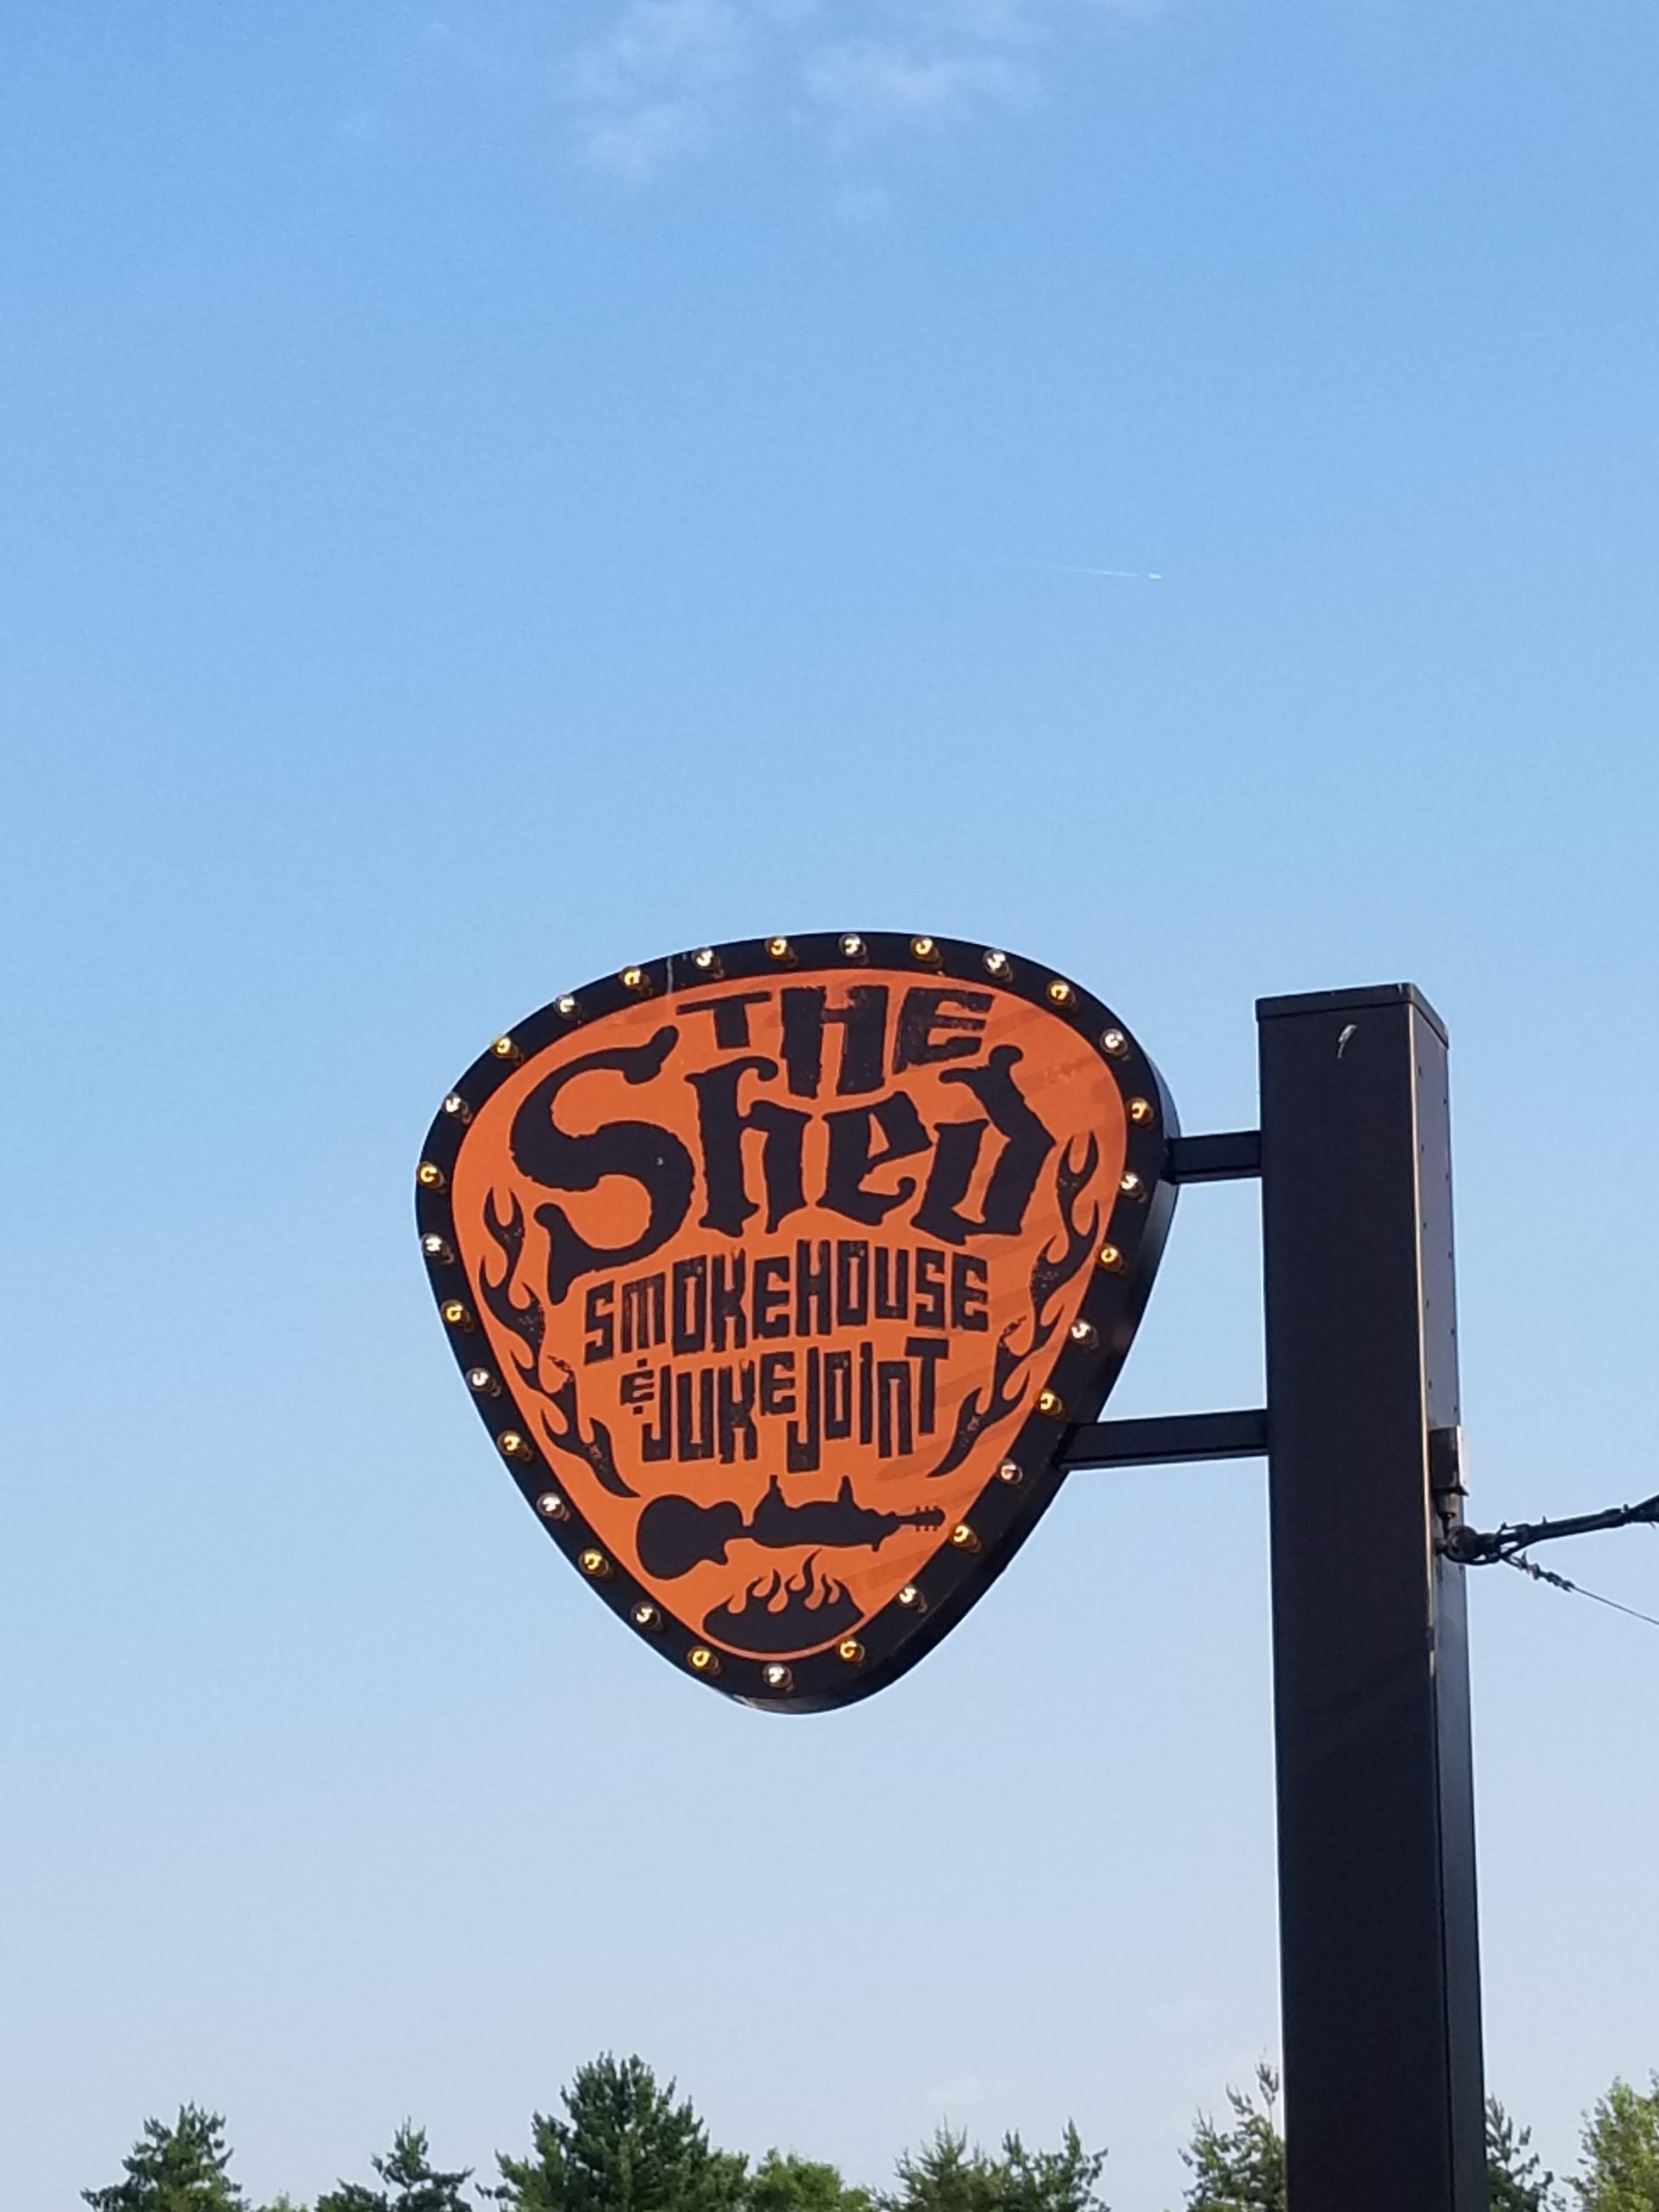 THE
Shed
SMOKEHOUSE
& JUKE JOINT